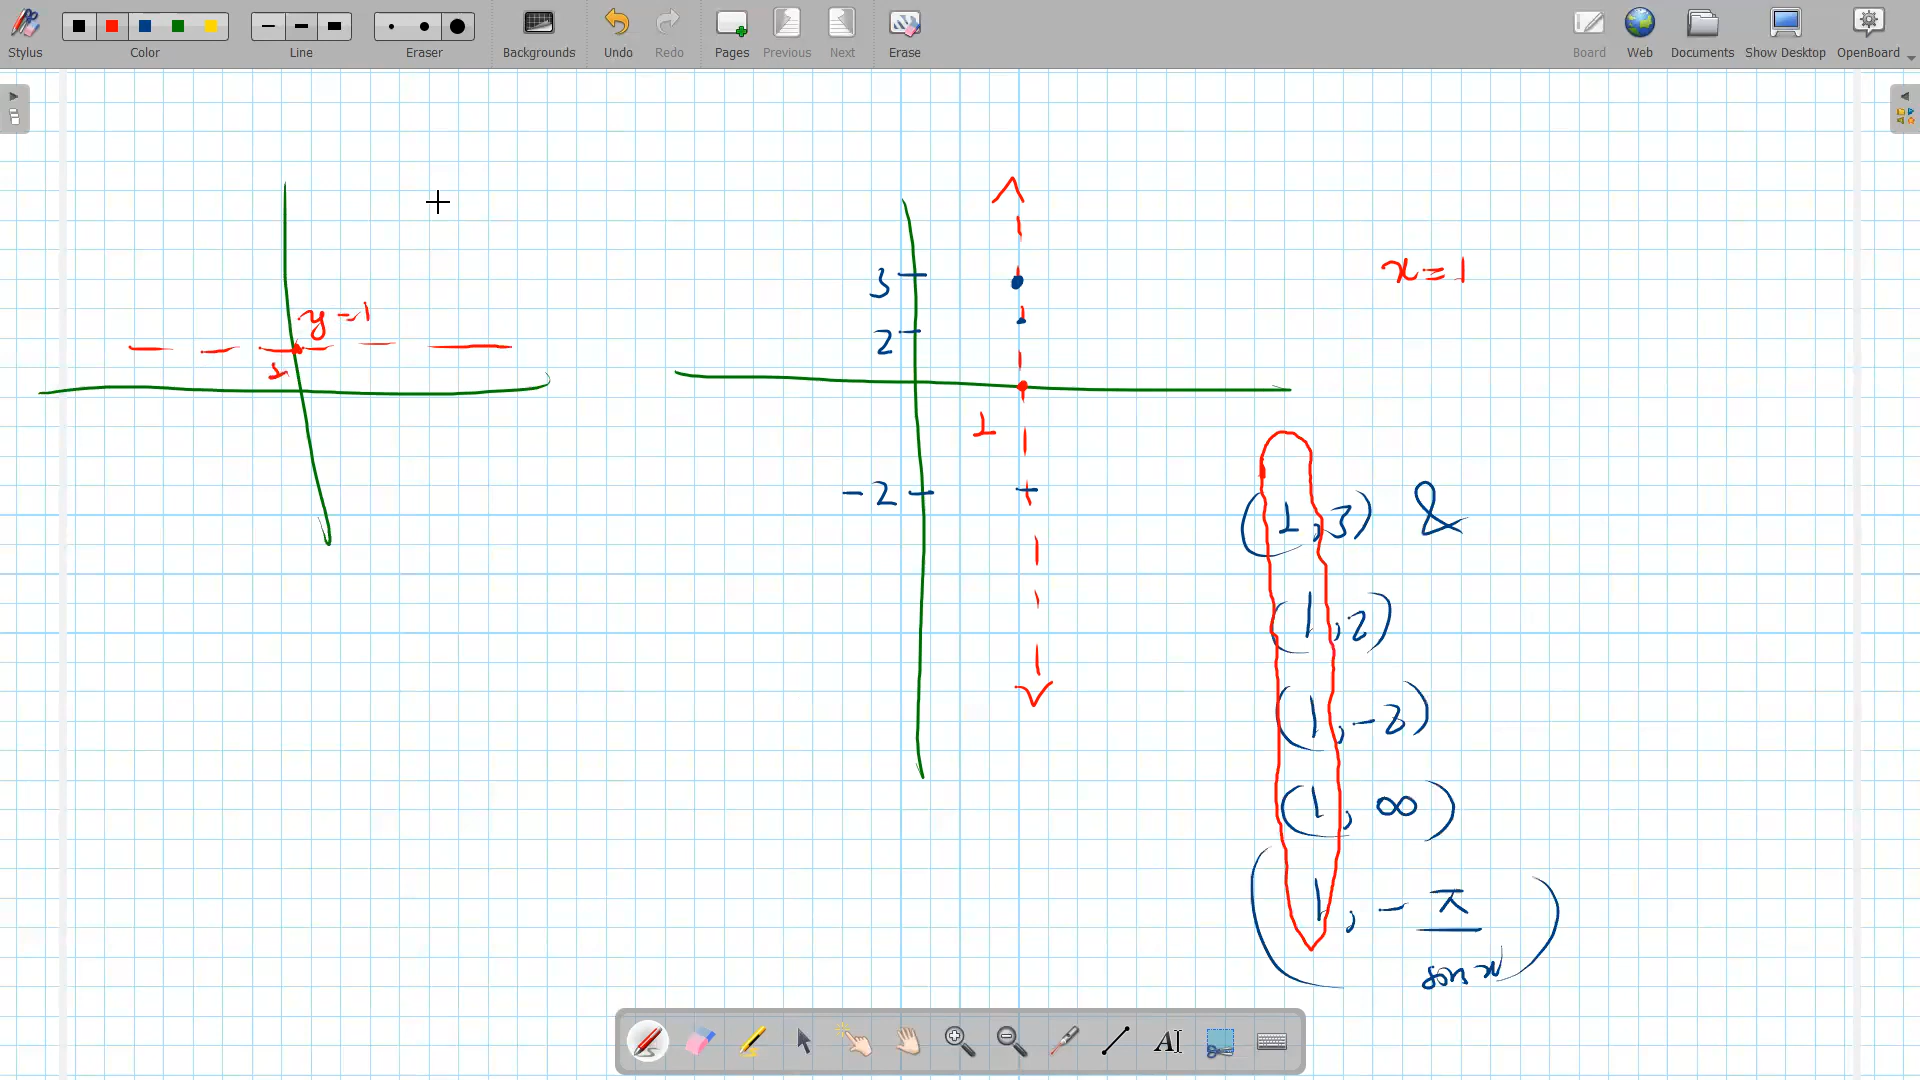 Stylus Color Line Eraser Backgrounds Undo Redo Pages Previous Next Erase Board Web Documents Show Desktop OpenBoard
y=1
1
3
2
-2
1
x=1
(1,3) &
(1,2)
(1,-2)
(1, ∞)
(1, -π/sin x)
AI